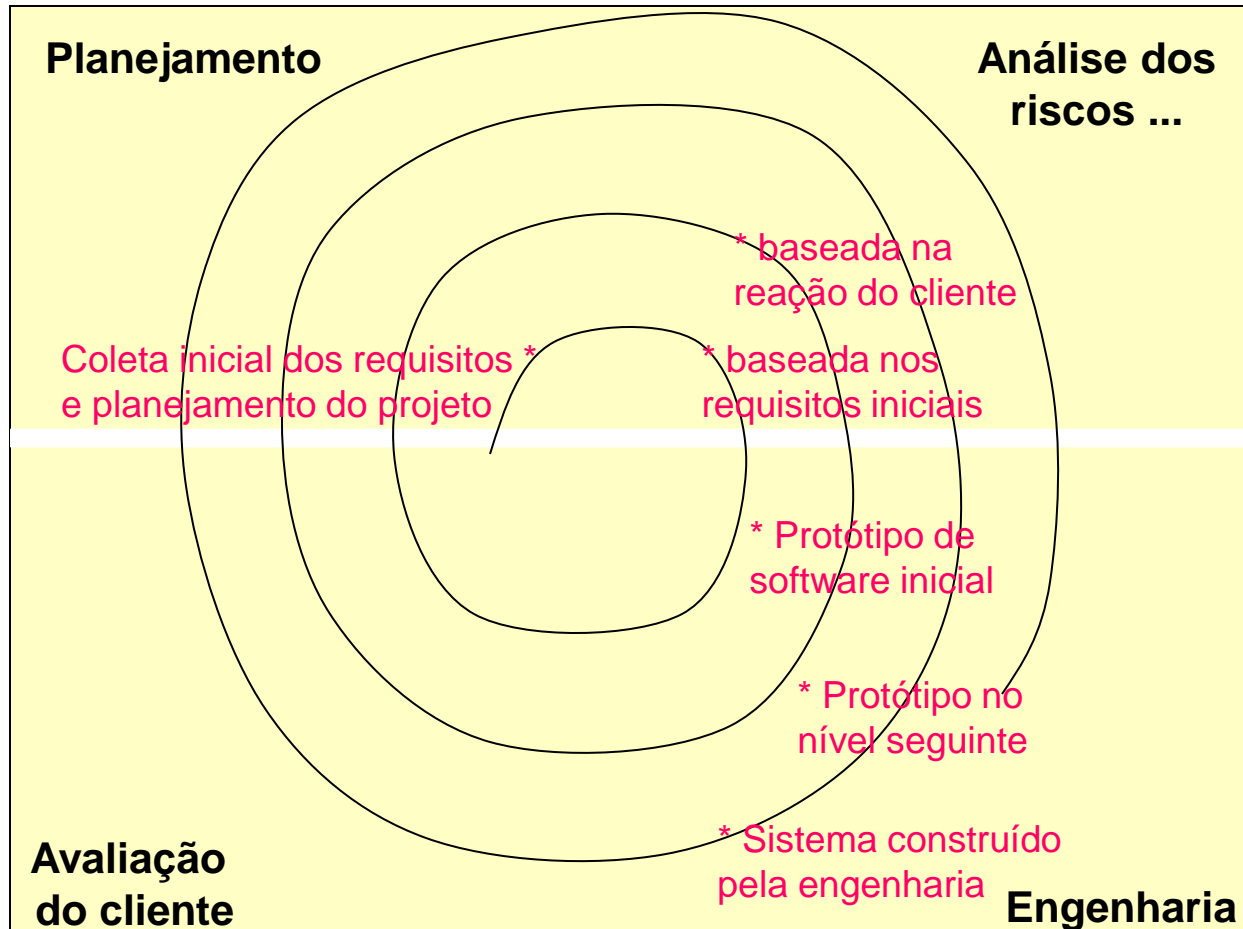 Planejamento
Análise dos
riscos ...
* baseada na
reação do cliente
Coleta inicial dos requisitos *
e planejamento do projeto
* baseada nos
requisitos iniciais
* Protótipo de
software inicial
* Protótipo no
nível seguinte
* Sistema construído
pela engenharia
Avaliação
do cliente
Engenharia